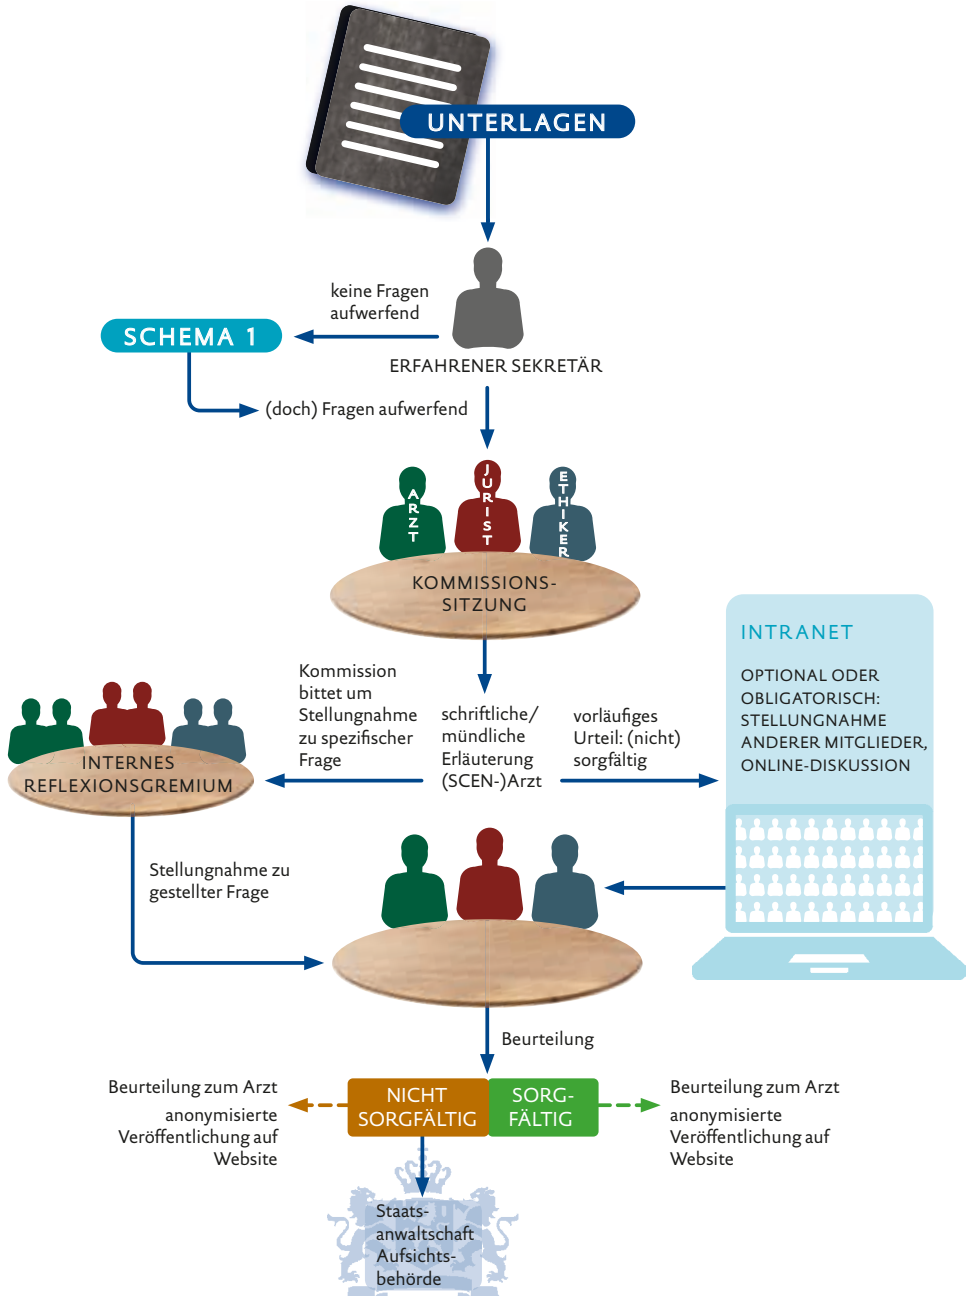 UNTERLAGEN
keine Fragen
aufwerfend
SCHEMA 1
ERFAHRENER SEKRETÄR
(doch) Fragen aufwerfend
ARZT
JURIST
ETHIKER
KOMMISSIONS-
SITZUNG
INTRANET
OPTIONAL ODER
OBLIGATORISCH:
STELLUNGNAHME
ANDERER MITGLIEDER,
ONLINE-DISKUSSION
Kommission
bittet um
Stellungnahme
zu spezifischer
Frage
schriftliche/
mündliche
Erläuterung
(SCEN-)Arzt
vorläufiges
Urteil: (nicht)
sorgfältig
INTERNES
REFLEXIONSGREMIUM
Stellungnahme zu
gestellter Frage
Beurteilung
Beurteilung zum Arzt
anonymisierte
Veröffentlichung auf
Website
NICHT
SORGFÄLTIG
SORG-
FÄLTIG
Beurteilung zum Arzt
anonymisierte
Veröffentlichung auf
Website
Staats-
anwaltschaft
Aufsichts-
behörde